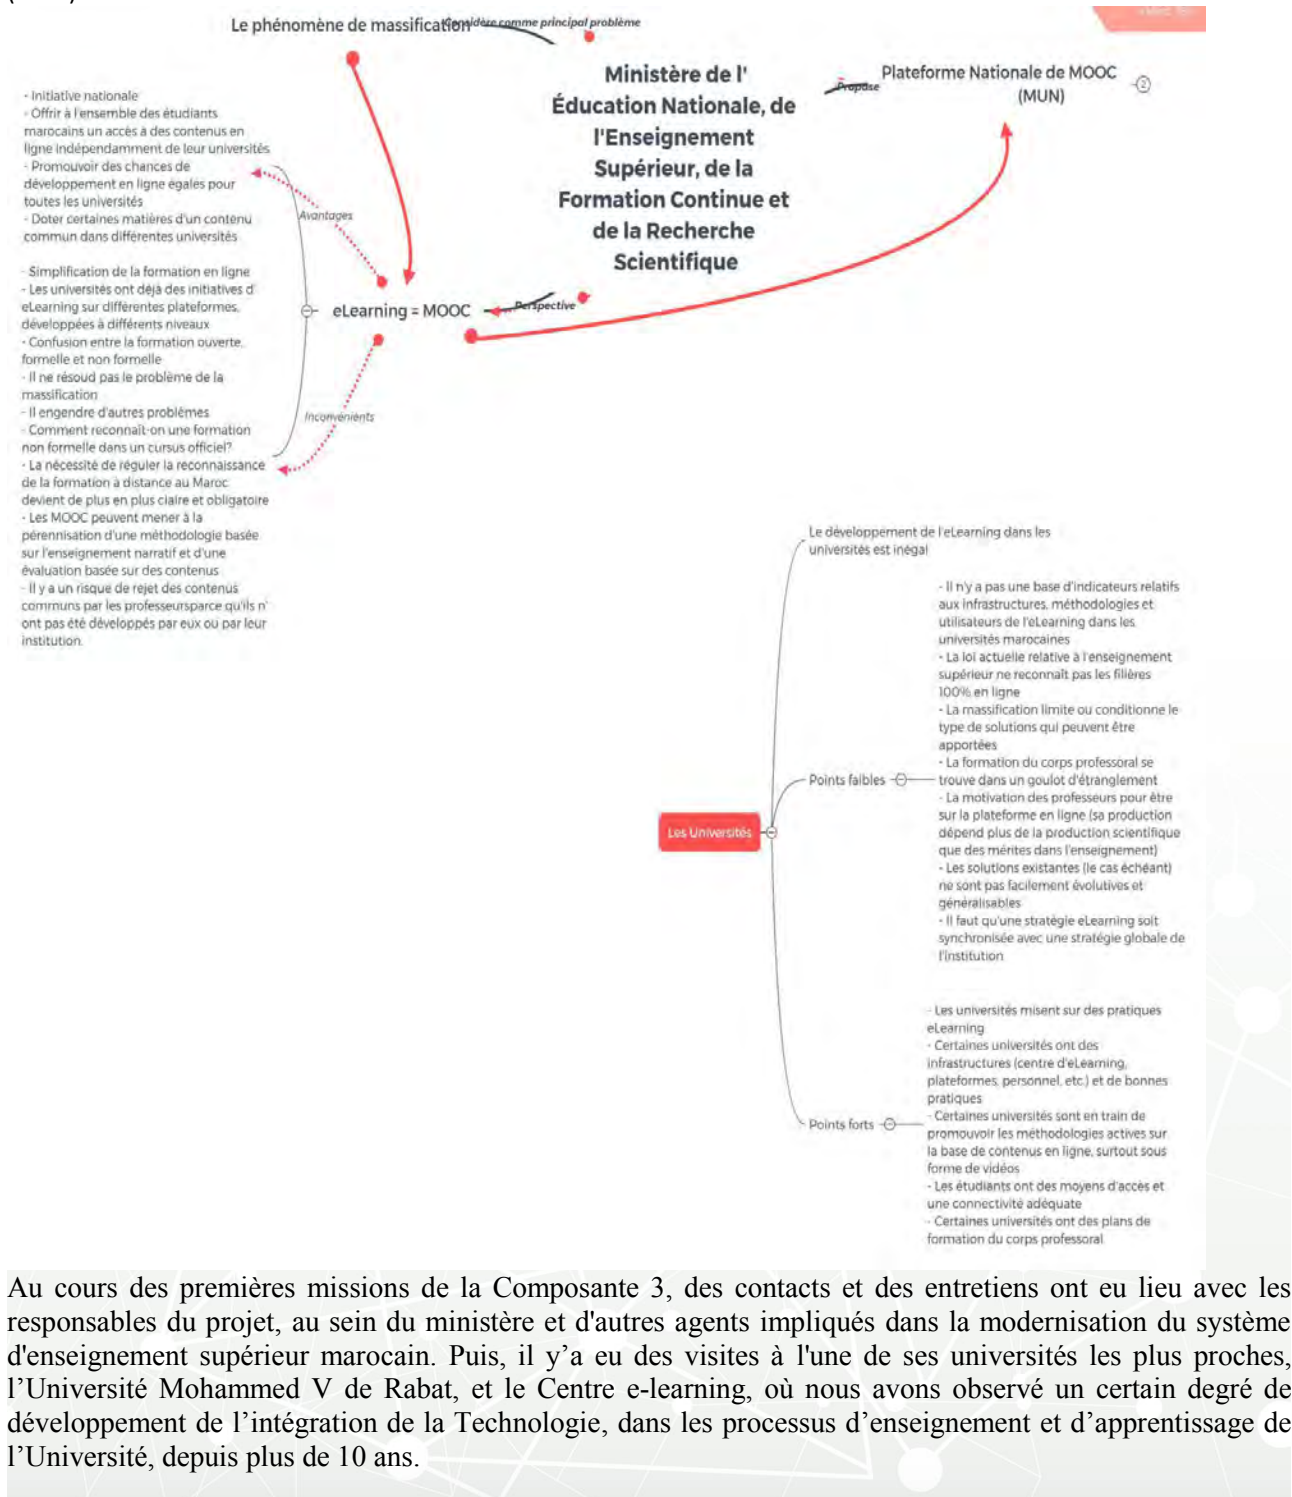 Le phénomène de massification
Considère comme principal problème
Ministère de l'
Éducation Nationale, de
l'Enseignement
Supérieur, de la
Formation Continue et
de la Recherche
Scientifique
Propose
Plateforme Nationale de MOOC
(MUN)
2
- Initiative nationale
- Offrir à l'ensemble des étudiants
marocains un accès à des contenus en
ligne indépendamment de leur universités
- Promouvoir des chances de
développement en ligne égales pour
toutes les universités
- Doter certaines matières d'un contenu
commun dans différentes universités
Avantages
eLearning = MOOC
Perspective
- Simplification de la formation en ligne
- Les universités ont déjà des initiatives d'
eLearning sur différentes plateformes,
développées à différents niveaux
- Confusion entre la formation ouverte,
formelle et non formelle
- Il ne résoud pas le problème de la
massification
- Il engendre d'autres problèmes
- Comment reconnaît-on une formation
non formelle dans un cursus officiel?
- La nécessité de réguler la reconnaissance
de la formation à distance au Maroc
devient de plus en plus claire et obligatoire
- Les MOOC peuvent mener à la
pérennisation d'une méthodologie basée
sur l'enseignement narratif et d'une
évaluation basée sur des contenus
- Il y a un risque de rejet des contenus
communs par les professeursparce qu'ils n'
ont pas été développés par eux ou par leur
institution.
Inconvénients
Les Universités
Le développement de l'eLearning dans les
universités est inégal
Points faibles
- Il n'y a pas une base d'indicateurs relatifs
aux infrastructures, méthodologies et
utilisateurs de l'eLearning dans les
universités marocaines
- La loi actuelle relative à l'enseignement
supérieur ne reconnaît pas les filières
100% en ligne
- La massification limite ou conditionne le
type de solutions qui peuvent être
apportées
- La formation du corps professoral se
trouve dans un goulot d'étranglement
- La motivation des professeurs pour être
sur la plateforme en ligne (sa production
dépend plus de la production scientifique
que des mérites dans l'enseignement)
- Les solutions existantes (le cas échéant)
ne sont pas facilement évolutives et
généralisables
- Il faut qu'une stratégie eLearning soit
synchronisée avec une stratégie globale de
l'institution
Points forts
- Les universités misent sur des pratiques
eLearning
- Certaines universités ont des
infrastructures (centre d'eLearning,
plateformes, personnel, etc.) et de bonnes
pratiques
- Certaines universités sont en train de
promouvoir les méthodologies actives sur
la base de contenus en ligne, surtout sous
forme de vidéos
- Les étudiants ont des moyens d'accès et
une connectivité adéquate
- Certaines universités ont des plans de
formation du corps professoral
Au cours des premières missions de la Composante 3, des contacts et des entretiens ont eu lieu avec les
responsables du projet, au sein du ministère et d'autres agents impliqués dans la modernisation du système
d'enseignement supérieur marocain. Puis, il y'a eu des visites à l'une de ses universités les plus proches,
l’Université Mohammed V de Rabat, et le Centre e-learning, où nous avons observé un certain degré de
développement de l’intégration de la Technologie, dans les processus d’enseignement et d’apprentissage de
l’Université, depuis plus de 10 ans.